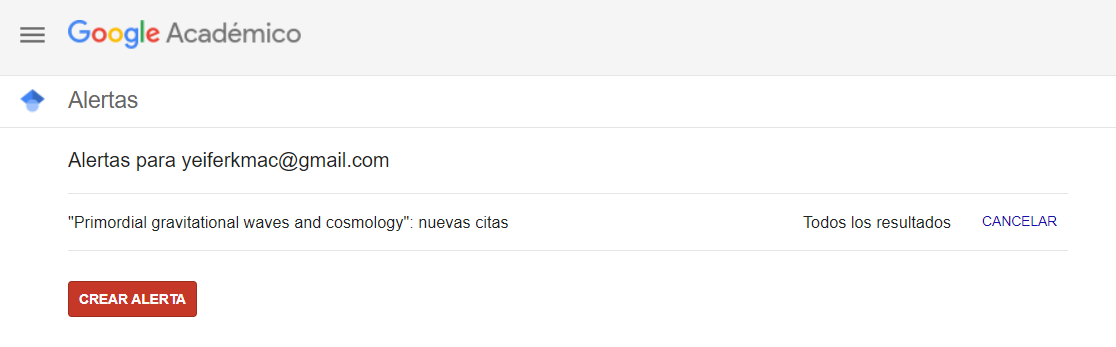 Google Académico
Alertas
Alertas para yeiferkmac@gmail.com
"Primordial gravitational waves and cosmology": nuevas citas Todos los resultados CANCELAR
CREAR ALERTA